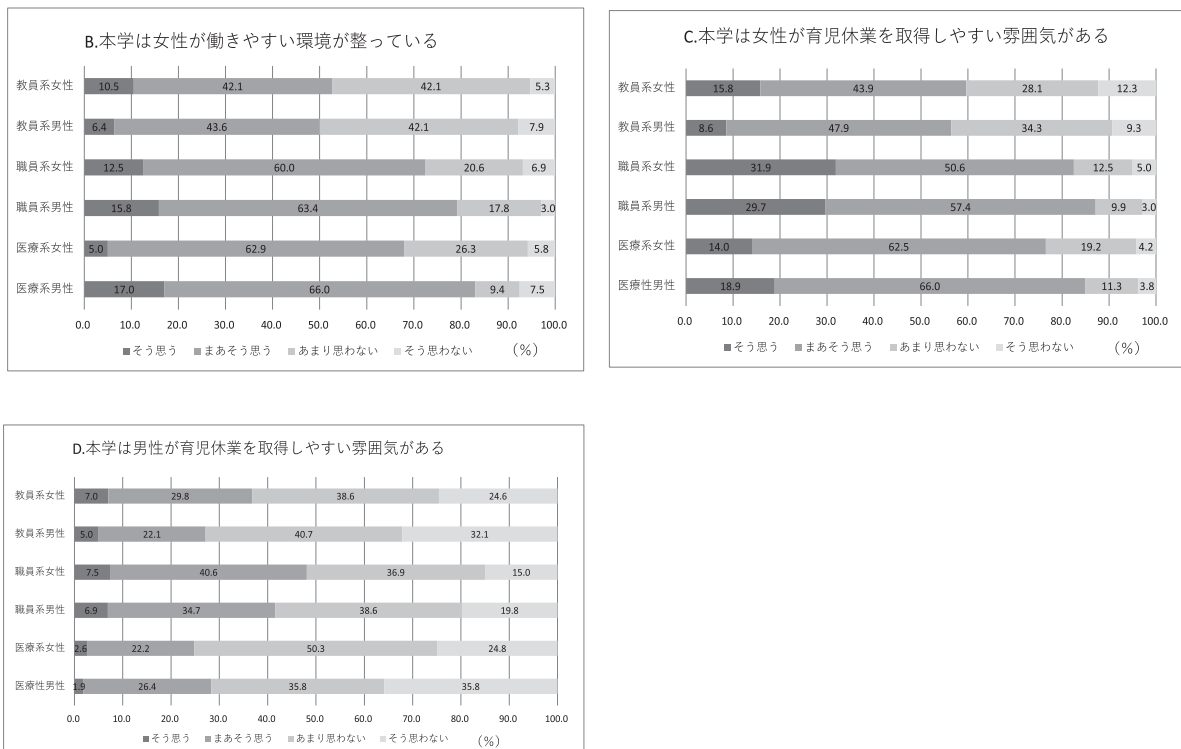 B.本学は女性が働きやすい環境が整っている
教員系女性 10.5 42.1 42.1 5.3
教員系男性 6.4 43.6 42.1 7.9
職員系女性 12.5 60.0 20.6 6.9
職員系男性 15.8 63.4 17.8 3.0
医療系女性 5.0 62.9 26.3 5.8
医療系男性 17.0 66.0 9.4 7.5
0.0 10.0 20.0 30.0 40.0 50.0 60.0 70.0 80.0 90.0 100.0
■そう思う ■まあそう思う ■あまり思わない ■そう思わない (%)
C.本学は女性が育児休業を取得しやすい雰囲気がある
教員系女性 15.8 43.9 28.1 12.3
教員系男性 8.6 47.9 34.3 9.3
職員系女性 31.9 50.6 12.5 5.0
職員系男性 29.7 57.4 9.9 3.0
医療系女性 14.0 62.5 19.2 4.2
医療性男性 18.9 66.0 11.3 3.8
0.0 10.0 20.0 30.0 40.0 50.0 60.0 70.0 80.0 90.0 100.0
■そう思う ■まあそう思う ■あまり思わない ■そう思わない (%)
D.本学は男性が育児休業を取得しやすい雰囲気がある
教員系女性 7.0 29.8 38.6 24.6
教員系男性 5.0 22.1 40.7 32.1
職員系女性 7.5 40.6 36.9 15.0
職員系男性 6.9 34.7 38.6 19.8
医療系女性 2.6 22.2 50.3 24.8
医療性男性 1.9 26.4 35.8 35.8
0.0 10.0 20.0 30.0 40.0 50.0 60.0 70.0 80.0 90.0 100.0
■そう思う ■まあそう思う ■あまり思わない ■そう思わない (%)